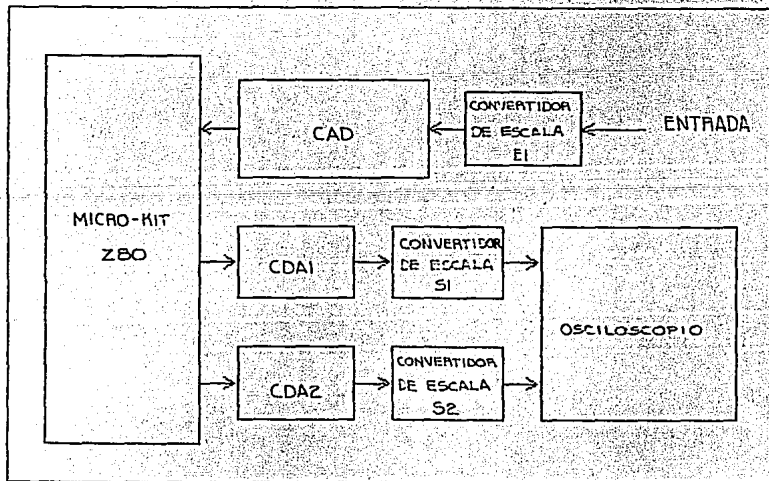 CONVERTIDOR
DE ESCALA
E1
ENTRADA
CAD
MICRO-KIT
Z80
CDA1
CONVERTIDOR
DE ESCALA
S1
OSCILOSCOPIO
CDA2
CONVERTIDOR
DE ESCALA
S2